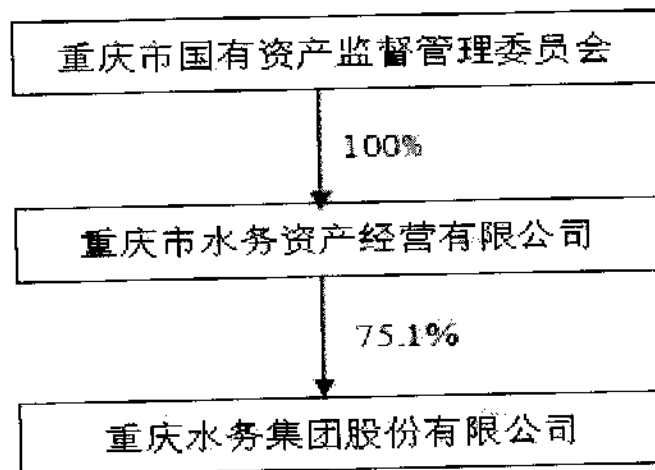 重庆市国有资产监督管理委员会
100%
重庆市水务资产经营有限公司
75.1%
重庆水务集团股份有限公司